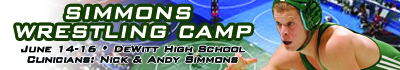 SIMMONS
WRESTLING CAMP
JUNE 14-16 * DEWITT HIGH SCHOOL
CLINICIANS: NICK & ANDY SIMMONS